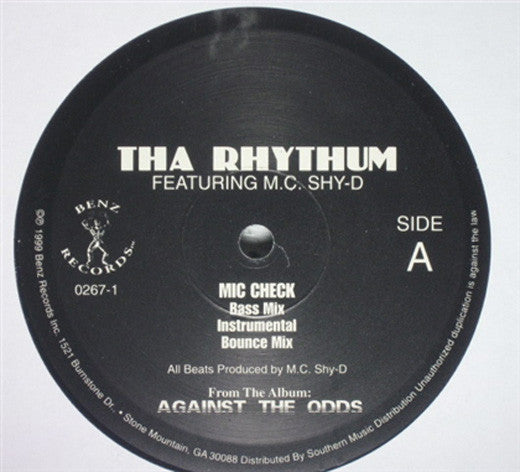 THA RHYTHUM
FEATURING M.C. SHY-D
BENZ
RECORDS INC.
0267-1
SIDE
A
MIC CHECK
Bass Mix
Instrumental
Bounce Mix
All Beats Produced by M.C. Shy-D
From The Album:
AGAINST THE ODDS
©℗ 1999 Benz Records Inc. 1521 Burnstone Dr. • Stone Mountain, GA 30088 Distributed By Southern Music Distribution Unauthorized duplication is against the law